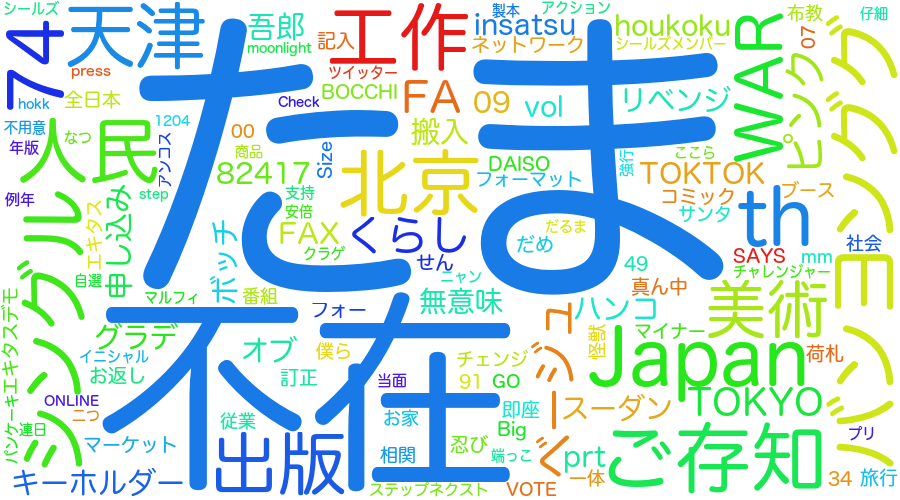 シールズ
hokk
74
天津
press
全日本
吾郎
moonlight
記入
ツイッター
BOCCHI
Check
工作
製本
insatsu
ネットワーク
FA
09
vol
アクション
houkoku
シールズメンバー
リベンジ
WAR
ピンク
布教
07
仔細
バンソヨングク
不用意
年版
なつ
人民
1204
アンコス
step
00
商品
82417
Size
支持
安倍
搬入
北京
DAISO
フォーマット
強行
ここら
TOKTOK
コミック
サンタ
ブース
たま
例年
シングル
エキタス
申し込み
自選
マルフィ
ボッチ
FAX
クラゲ
番組
くらし
せん
ニャン
無意味
だるま
だめ
th
49
真ん中
SAYS
チャレンジャー
mm
社会
パンケーキエキタスデモ
グラデ
イニシャル
お返し
オブ
フォー
僕ら
訂正
不在
当面
チェンジ
91
GO
ベージュ
ハンコ
怪獣
マイナー
美術
荷札
Japan
TOKYO
ONLINE
二つ
連日
マーケット
従業
お家
相関
忍び
Big
即座
端っこ
スーダン
prt
一体
ご存知
プリ
キーホルダー
出版
ステップネクスト
VOTE
34
旅行